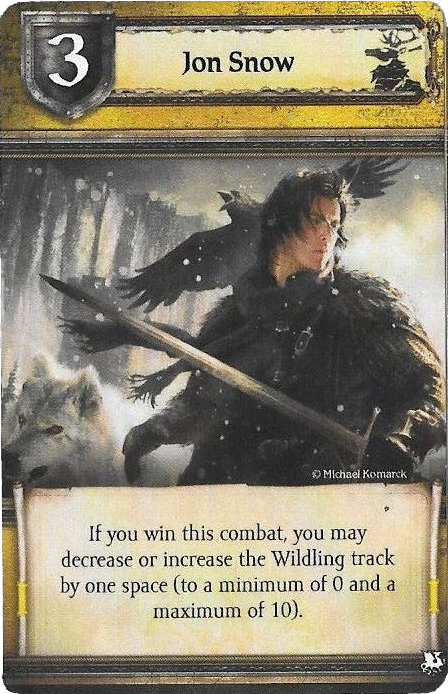 3
Jon Snow
© Michael Komarck
If you win this combat, you may
decrease or increase the Wildling track
by one space (to a minimum of 0 and a
maximum of 10).